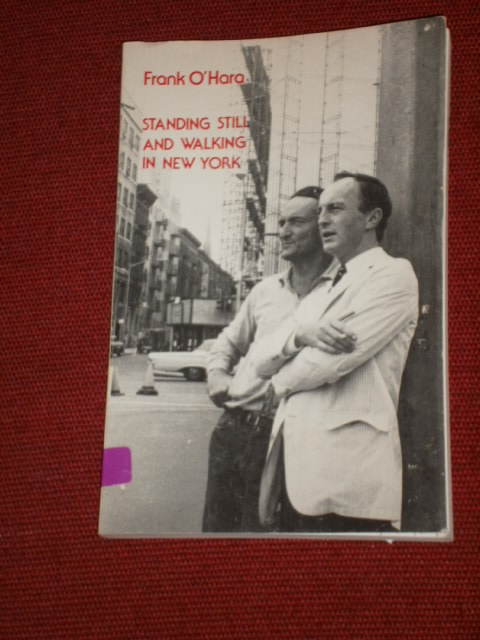 Frank O'Hara
STANDING STILL
AND WALKING
IN NEW YORK